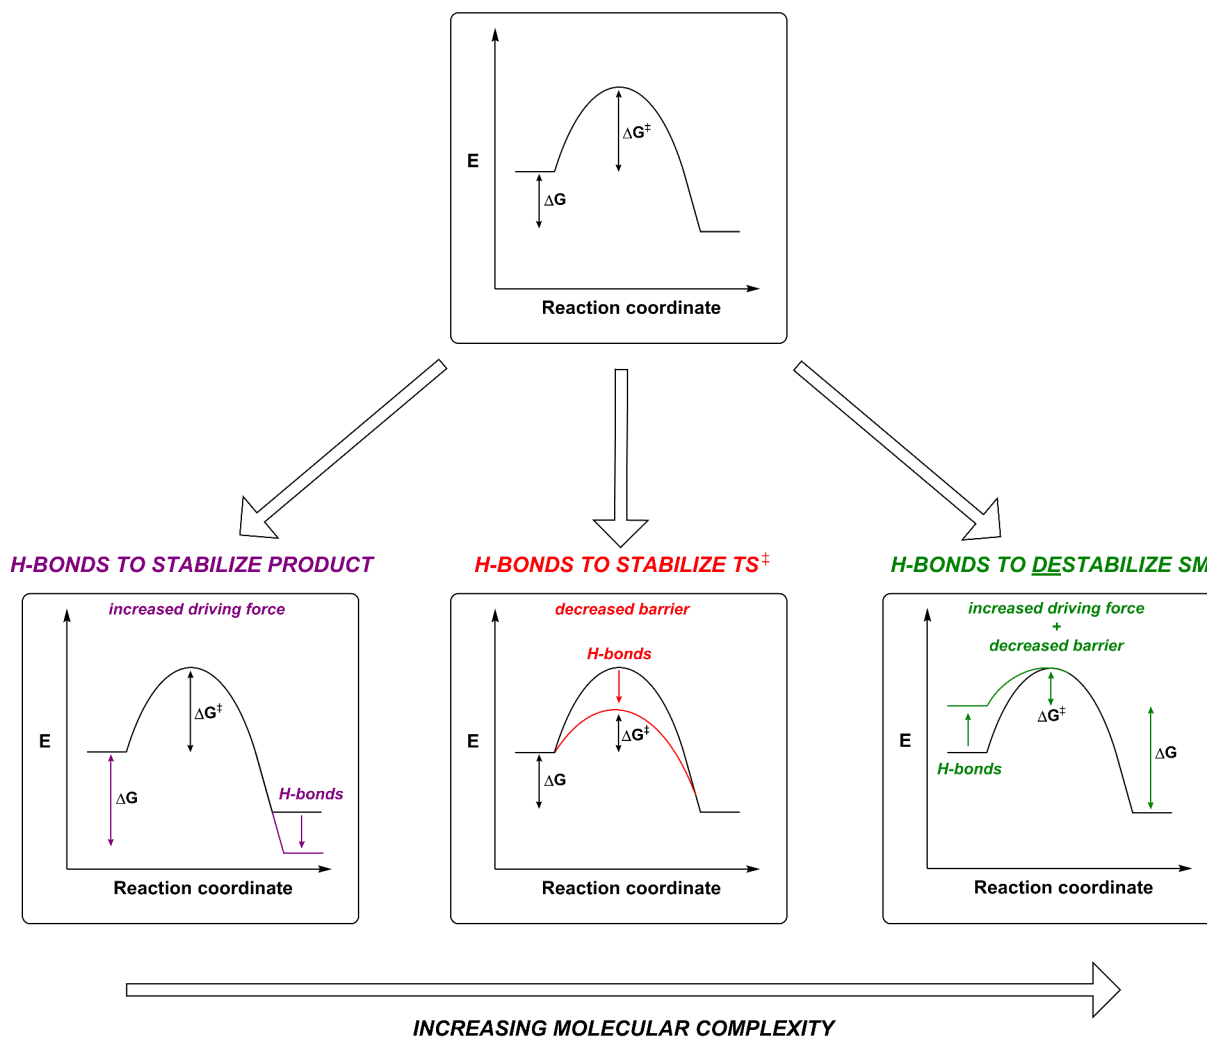 ΔG‡
E
ΔG
Reaction coordinate
H-BONDS TO STABILIZE PRODUCT
increased driving force
ΔG‡
E
ΔG
H-bonds
Reaction coordinate
H-BONDS TO STABILIZE TS‡
decreased barrier
H-bonds
ΔG‡
E
ΔG
Reaction coordinate
H-BONDS TO DESTABILIZE SM
increased driving force
+
decreased barrier
ΔG‡
E
ΔG
H-bonds
Reaction coordinate
INCREASING MOLECULAR COMPLEXITY